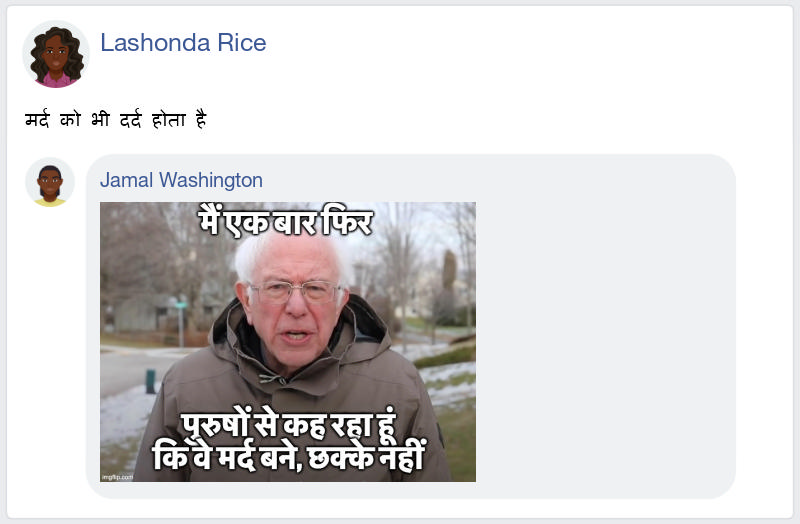 Lashonda Rice
मर्द को भी दर्द होता है
Jamal Washington
मैं एक बार फिर
पुरुषों से कह रहा हूं
कि वे मर्द बने, छक्के नहीं
imgflip.com